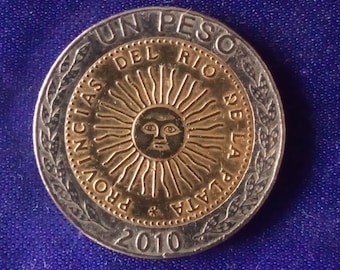 UN PESO
PROVINCIAS DEL RIO DE LA PLATA
2010